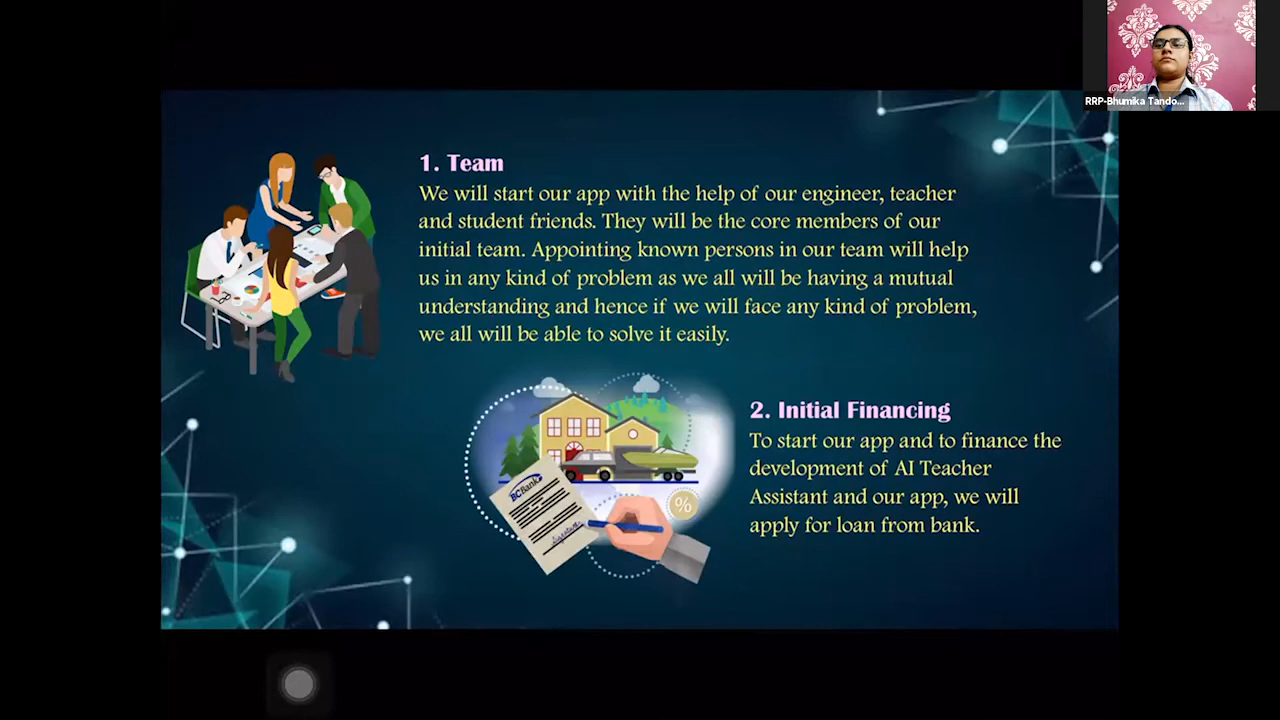 RRP-Bhumika Tando...
1. Team
We will start our app with the help of our engineer, teacher
and student friends. They will be the core members of our
initial team. Appointing known persons in our team will help
us in any kind of problem as we all will be having a mutual
understanding and hence if we will face any kind of problem,
we all will be able to solve it easily.
2. Initial Financing
To start our app and to finance the
development of AI Teacher
Assistant and our app, we will
apply for loan from bank.
BCBank
%